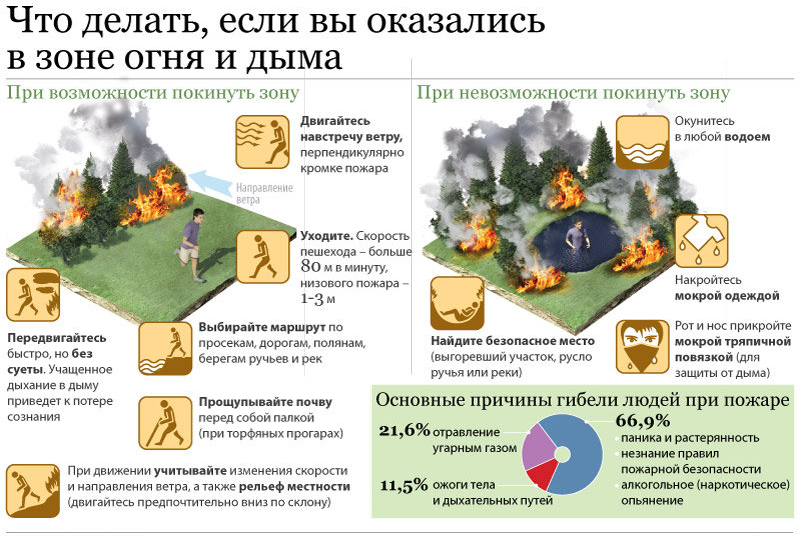 Что делать, если вы оказались
в зоне огня и дыма
При возможности покинуть зону
Двигайтесь
навстречу ветру,
перпендикулярно
кромке пожара
Направление
ветра
Уходите. Скорость
пешехода – больше
80 м в минуту,
низового пожара –
1-3 м
Передвигайтесь
быстро, но без
суеты. Учащенное
дыхание в дыму
приведет к потере
сознания
Выбирайте маршрут по
просекам, дорогам, полянам,
берегам ручьев и рек
Прощупывайте почву
перед собой палкой
(при торфяных прогарах)
При движении учитывайте изменения скорости
и направления ветра, а также рельеф местности
(двигайтесь предпочтительно вниз по склону)
При невозможности покинуть зону
Окунитесь
в любой водоем
Накройтесь
мокрой одеждой
Найдите безопасное место
(выгоревший участок, русло
ручья или реки)
Рот и нос прикройте
мокрой тряпичной
повязкой (для
защиты от дыма)
Основные причины гибели людей при пожаре
21,6% отравление
угарным газом
11,5% ожоги тела
и дыхательных путей
66,9%
• паника и растерянность
• незнание правил
пожарной безопасности
• алкогольное (наркотическое)
опьянение